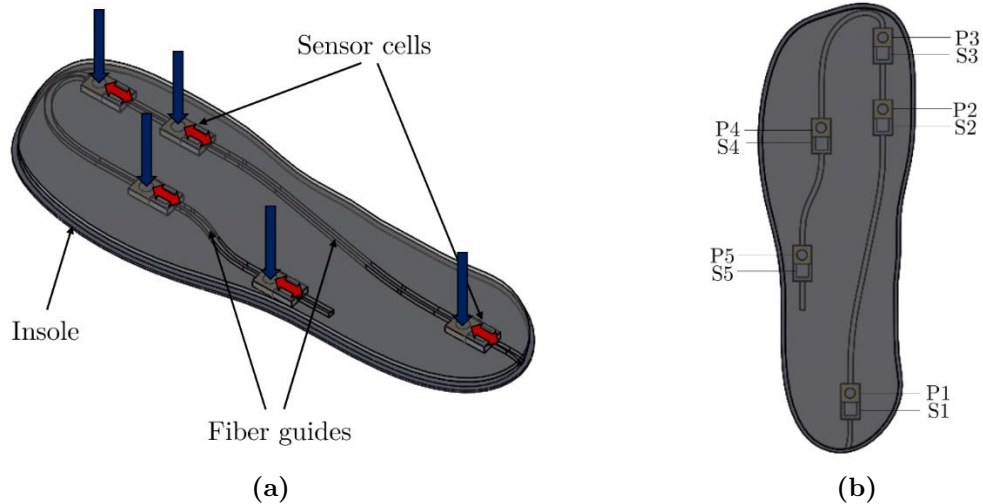 Sensor cells
Insole
Fiber guides
(a)
P3
S3
P2
S2
P4
S4
P5
S5
P1
S1
(b)